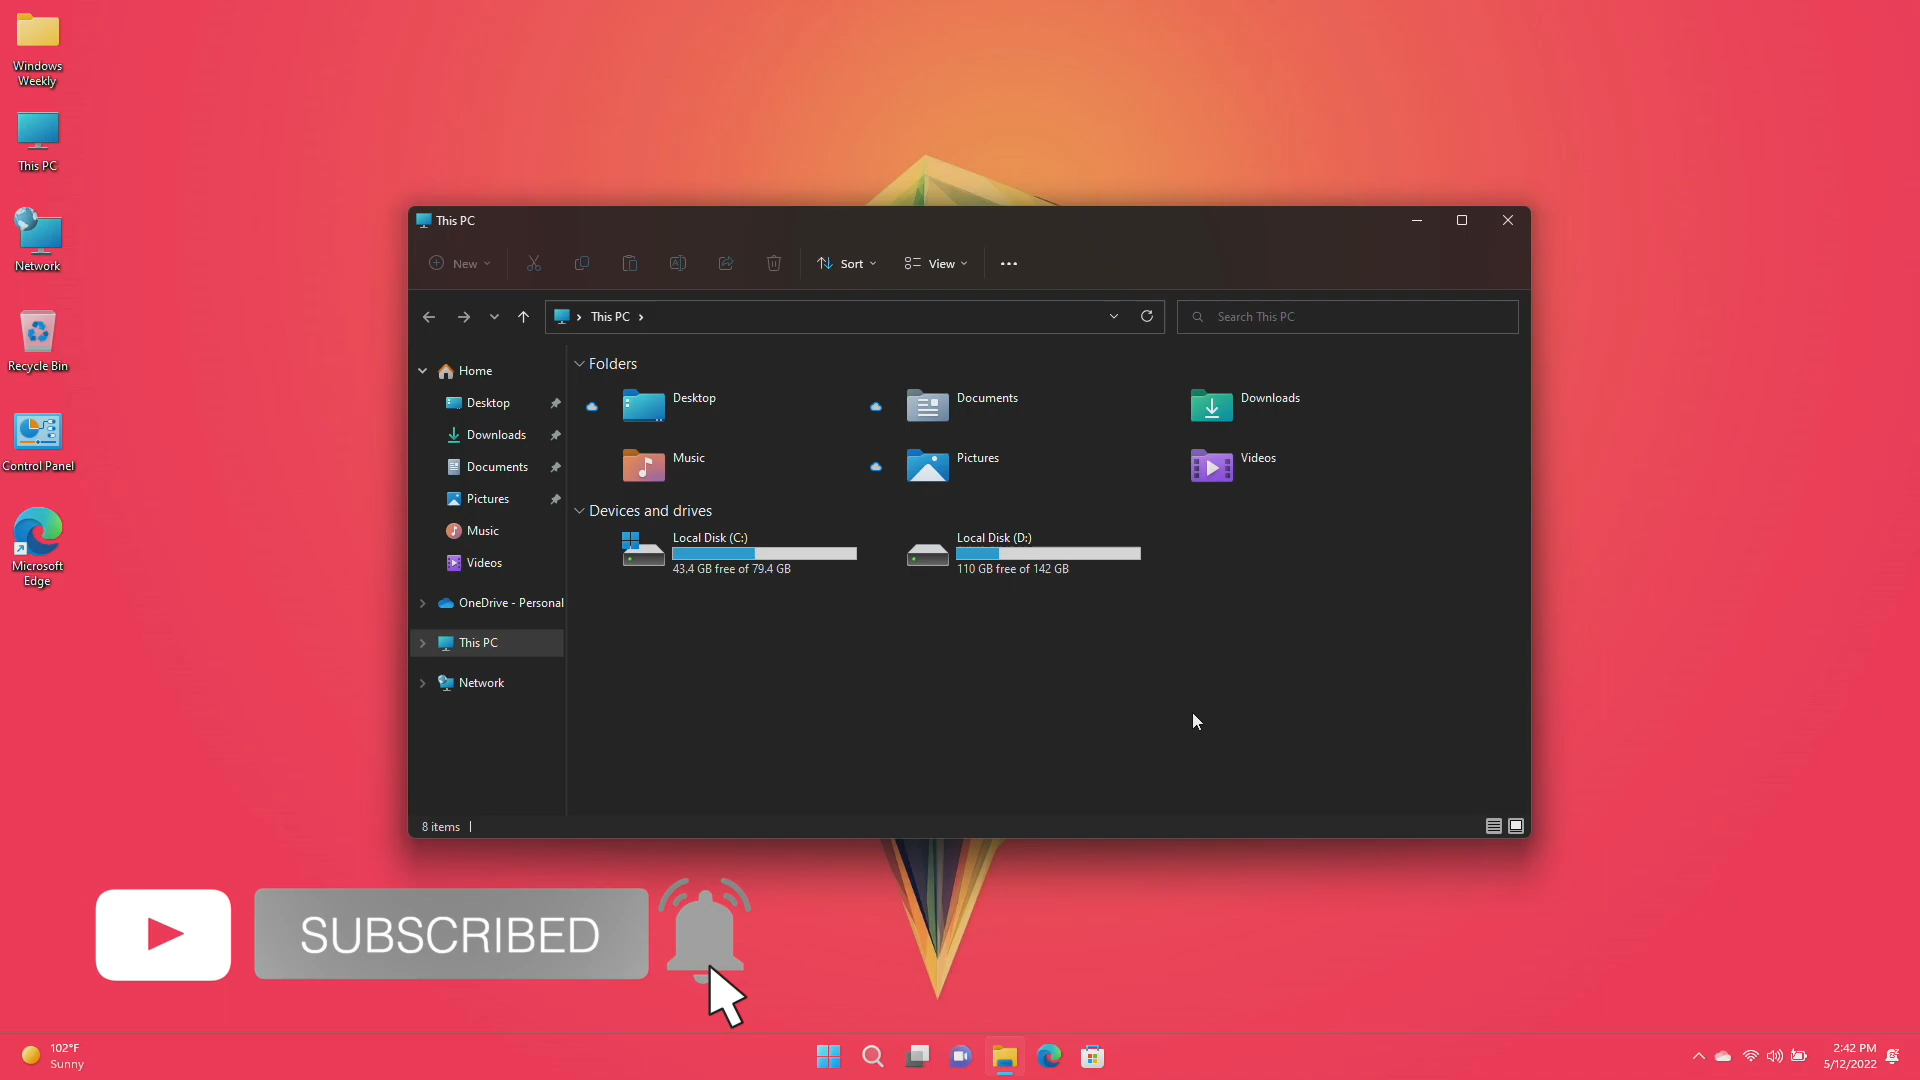 Windows
Weekly
This PC
Network
Recycle Bin
Control Panel
Microsoft
Edge
This PC
New
Sort
View
This PC
Search This PC
Home
Desktop
Downloads
Documents
Pictures
Music
Videos
OneDrive - Personal
This PC
Network
Folders
Desktop
Documents
Downloads
Music
Pictures
Videos
Devices and drives
Local Disk (C:)
43.4 GB free of 79.4 GB
Local Disk (D:)
110 GB free of 142 GB
8 items
SUBSCRIBED
102°F
Sunny
2:42 PM
5/12/2022